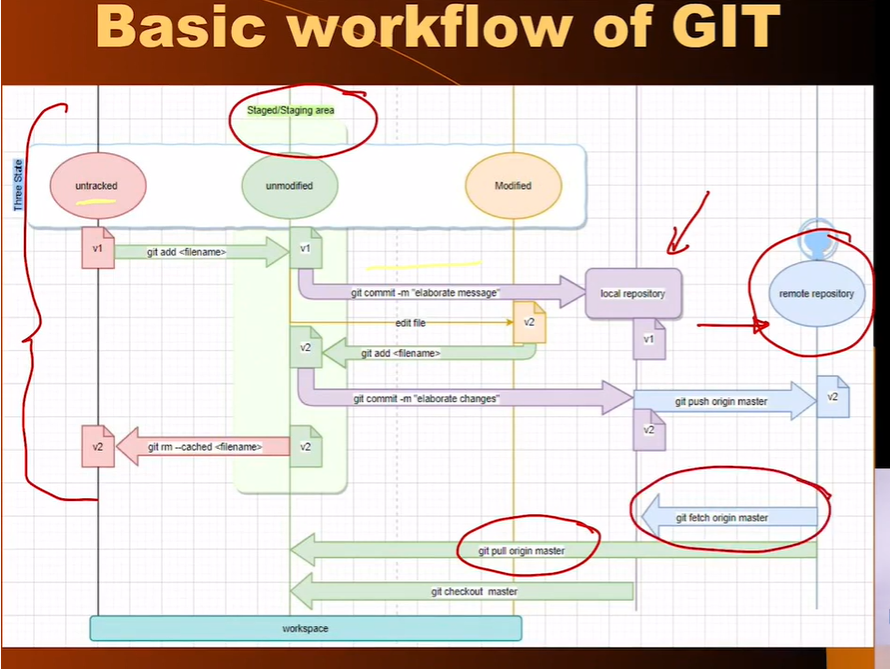 Basic workflow of GIT
Staged/Staging area
Three State
untracked
unmodified
Modified
v1
git add <filename>
v1
git commit -m "elaborate message"
local repository
remote repository
edit file
v2
v1
v2
git add <filename>
git commit -m "elaborate changes"
git push origin master
v2
v2
v2
git rm --cached <filename>
v2
git fetch origin master
git pull origin master
git checkout master
workspace